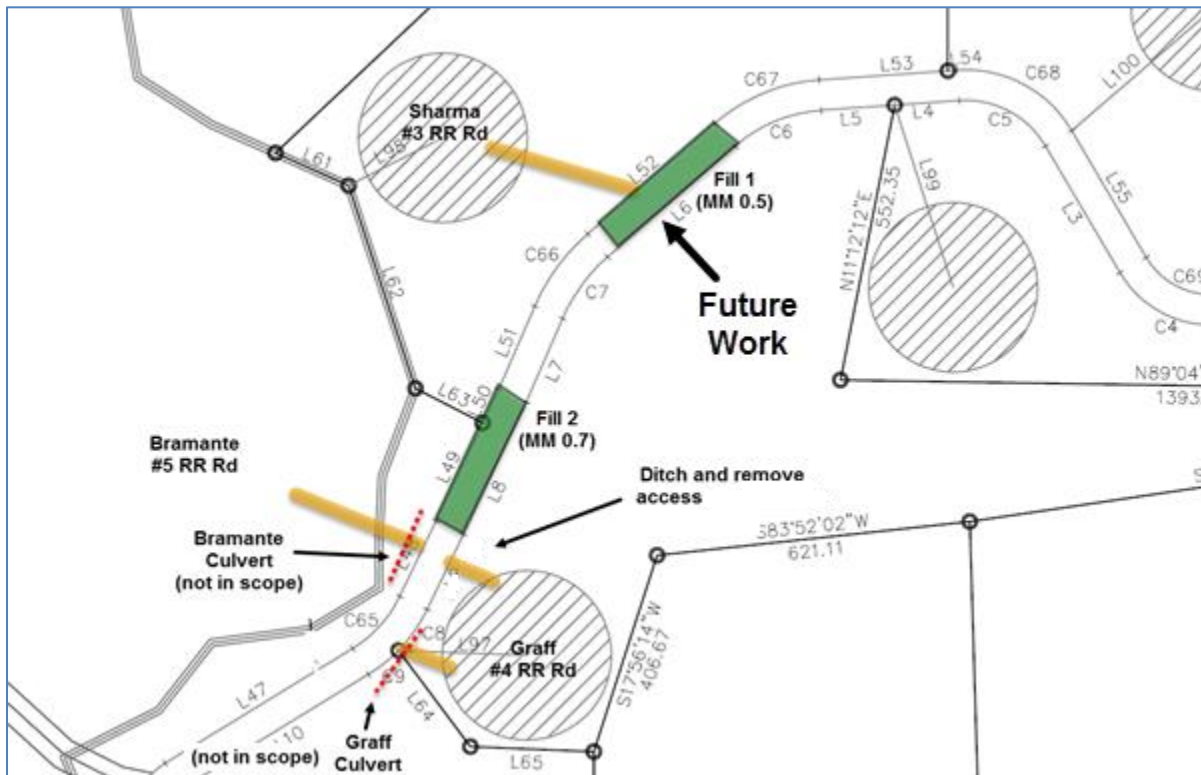 C67
L53
L54
C68
L100
Sharma
#3 RR Rd
L98
L61
L52
Fill 1
(MM 0.5)
L6
C6
L5
L4
C5
L99
L3
L55
N11°12'12"E
552.35
C66
C7
Future
Work
C69
C4
L62
L51
L7
N89°04'
1393.
L63
L50
Fill 2
(MM 0.7)
Bramante
#5 RR Rd
L49
L8
Ditch and remove
access
S83°52'02"W
621.11
Bramante
Culvert
(not in scope)
C65
C8
L97
Graff
#4 RR Rd
S17°56'14"W
406.67
L47
L64
(not in scope)
Graff
Culvert
L65